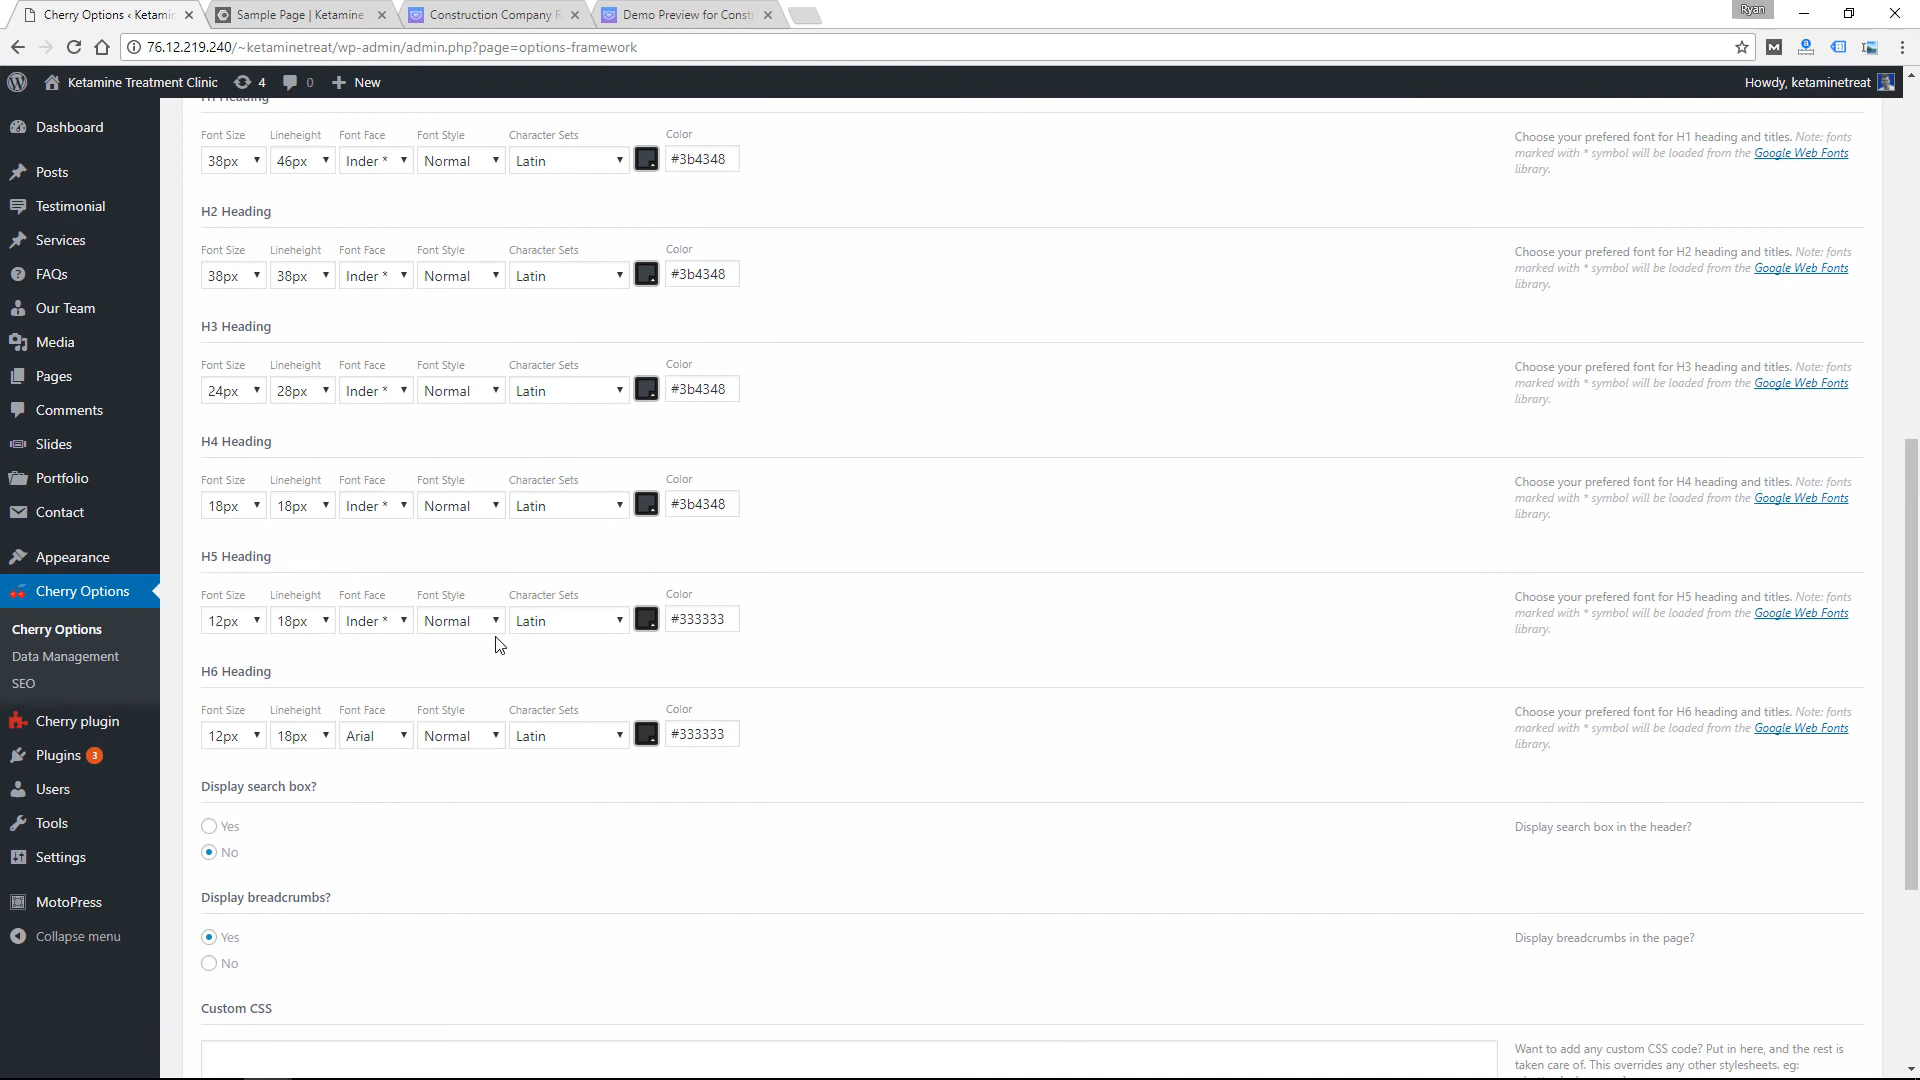 Cherry Options ‹ Ketamin
Sample Page | Ketamine
Construction Company R
Demo Preview for Constr
Ryan
76.12.219.240/~ketaminetreat/wp-admin/admin.php?page=options-framework
Ketamine Treatment Clinic
4
0
New
Howdy, ketaminetreat
Dashboard
Posts
Testimonial
Services
FAQs
Our Team
Media
Pages
Comments
Slides
Portfolio
Contact
Appearance
Cherry Options
Cherry Options
Data Management
SEO
Cherry plugin
Plugins 3
Users
Tools
Settings
MotoPress
Collapse menu
H1 Heading
Font Size Lineheight Font Face Font Style Character Sets Color
38px 46px Inder * Normal Latin #3b4348
Choose your prefered font for H1 heading and titles. Note: fonts
marked with * symbol will be loaded from the Google Web Fonts
library.
H2 Heading
Font Size Lineheight Font Face Font Style Character Sets Color
38px 38px Inder * Normal Latin #3b4348
Choose your prefered font for H2 heading and titles. Note: fonts
marked with * symbol will be loaded from the Google Web Fonts
library.
H3 Heading
Font Size Lineheight Font Face Font Style Character Sets Color
24px 28px Inder * Normal Latin #3b4348
Choose your prefered font for H3 heading and titles. Note: fonts
marked with * symbol will be loaded from the Google Web Fonts
library.
H4 Heading
Font Size Lineheight Font Face Font Style Character Sets Color
18px 18px Inder * Normal Latin #3b4348
Choose your prefered font for H4 heading and titles. Note: fonts
marked with * symbol will be loaded from the Google Web Fonts
library.
H5 Heading
Font Size Lineheight Font Face Font Style Character Sets Color
12px 18px Inder * Normal Latin #333333
Choose your prefered font for H5 heading and titles. Note: fonts
marked with * symbol will be loaded from the Google Web Fonts
library.
H6 Heading
Font Size Lineheight Font Face Font Style Character Sets Color
12px 18px Arial Normal Latin #333333
Choose your prefered font for H6 heading and titles. Note: fonts
marked with * symbol will be loaded from the Google Web Fonts
library.
Display search box?
Yes
No
Display search box in the header?
Display breadcrumbs?
Yes
No
Display breadcrumbs in the page?
Custom CSS
Want to add any custom CSS code? Put in here, and the rest is
taken care of. This overrides any other stylesheets. eg: